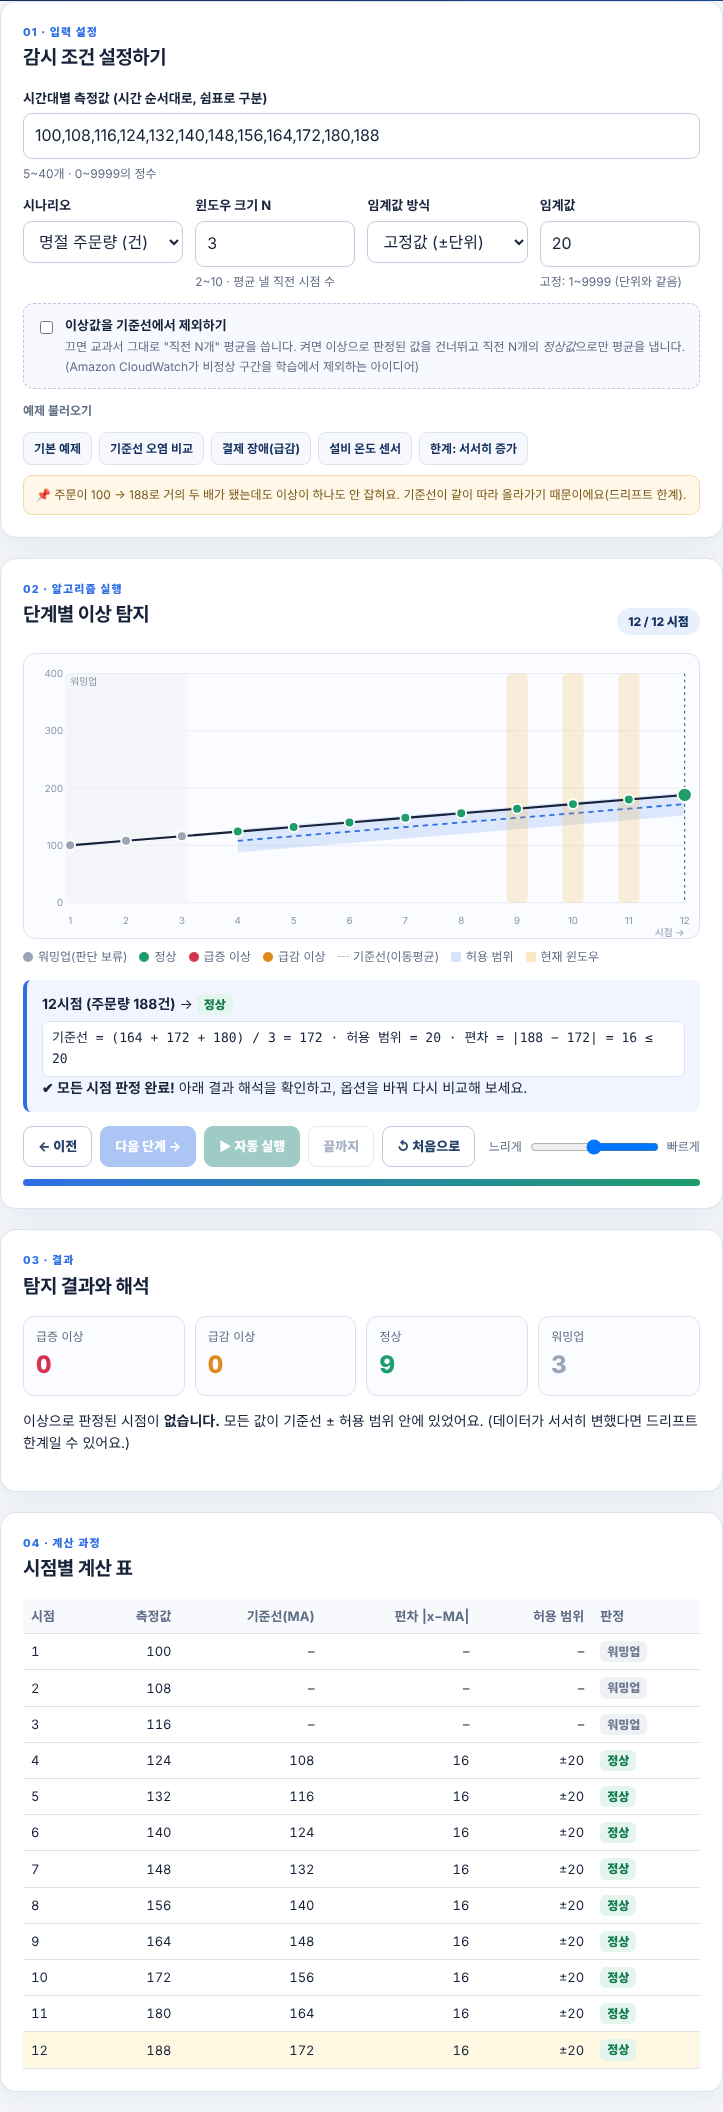 01 · 입력 설정
감시 조건 설정하기
시간대별 측정값 (시간 순서대로, 쉼표로 구분)
100,108,116,124,132,140,148,156,164,172,180,188
5~40개 · 0~9999의 정수
시나리오 윈도우 크기 N 임계값 방식 임계값
명절 주문량 (건) 3 고정값 (±단위) 20
2~10 · 평균 낼 직전 시점 수 고정: 1~9999 (단위와 같음)
이상값을 기준선에서 제외하기
끄면 교과서 그대로 "직전 N개" 평균을 씁니다. 켜면 이상으로 판정된 값을 건너뛰고 직전 N개의 정상값으로만 평균을 냅니다.
(Amazon CloudWatch가 비정상 구간을 학습에서 제외하는 아이디어)
예제 불러오기
기본 예제 기준선 오염 비교 결제 장애(급감) 설비 온도 센서 한계: 서서히 증가
📌 주문이 100 → 188로 거의 두 배가 됐는데도 이상이 하나도 안 잡혀요. 기준선이 같이 따라 올라가기 때문이에요(드리프트 한계).
02 · 알고리즘 실행
단계별 이상 탐지
12 / 12 시점
400
워밍업
300
200
100
0
1 2 3 4 5 6 7 8 9 10 11 12
시점 →
워밍업(판단 보류) 정상 급증 이상 급감 이상 기준선(이동평균) 허용 범위 현재 윈도우
12시점 (주문량 188건) → 정상
기준선 = (164 + 172 + 180) / 3 = 172 · 허용 범위 = 20 · 편차 = |188 − 172| = 16 ≤
20
✔ 모든 시점 판정 완료! 아래 결과 해석을 확인하고, 옵션을 바꿔 다시 비교해 보세요.
← 이전 다음 단계 → ▶ 자동 실행 끝까지 ↺ 처음으로 느리게 빠르게
03 · 결과
탐지 결과와 해석
급증 이상 급감 이상 정상 워밍업
0 0 9 3
이상으로 판정된 시점이 없습니다. 모든 값이 기준선 ± 허용 범위 안에 있었어요. (데이터가 서서히 변했다면 드리프트
한계일 수 있어요.)
04 · 계산 과정
시점별 계산 표
시점 측정값 기준선(MA) 편차 |x−MA| 허용 범위 판정
1 100 – – – 워밍업
2 108 – – – 워밍업
3 116 – – – 워밍업
4 124 108 16 ±20 정상
5 132 116 16 ±20 정상
6 140 124 16 ±20 정상
7 148 132 16 ±20 정상
8 156 140 16 ±20 정상
9 164 148 16 ±20 정상
10 172 156 16 ±20 정상
11 180 164 16 ±20 정상
12 188 172 16 ±20 정상